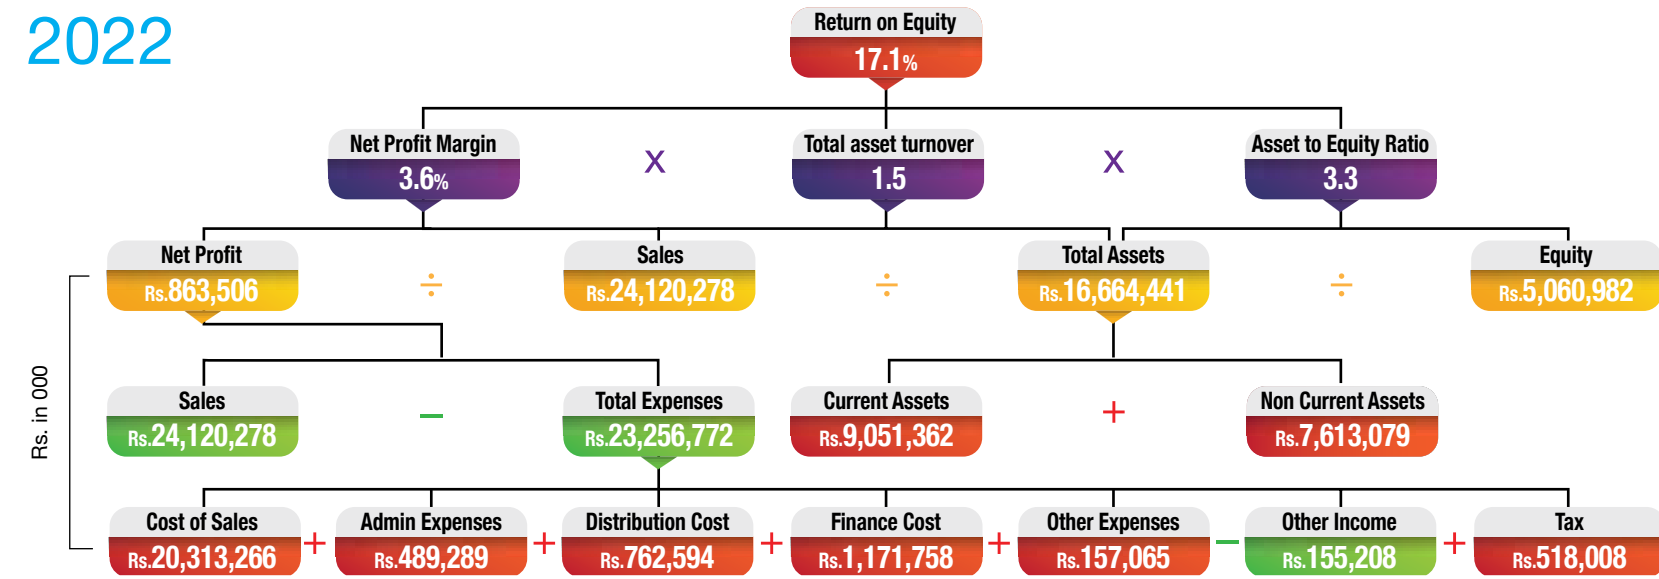 2022
Return on Equity
17.1%
Net Profit Margin
3.6%
x
Total asset turnover
1.5
x
Asset to Equity Ratio
3.3
Net Profit
Rs.863,506
÷
Sales
Rs.24,120,278
÷
Total Assets
Rs.16,664,441
÷
Equity
Rs.5,060,982
Rs. in 000
Sales
Rs.24,120,278
−
Total Expenses
Rs.23,256,772
Current Assets
Rs.9,051,362
+
Non Current Assets
Rs.7,613,079
Cost of Sales
Rs.20,313,266
+
Admin Expenses
Rs.489,289
+
Distribution Cost
Rs.762,594
+
Finance Cost
Rs.1,171,758
+
Other Expenses
Rs.157,065
−
Other Income
Rs.155,208
+
Tax
Rs.518,008